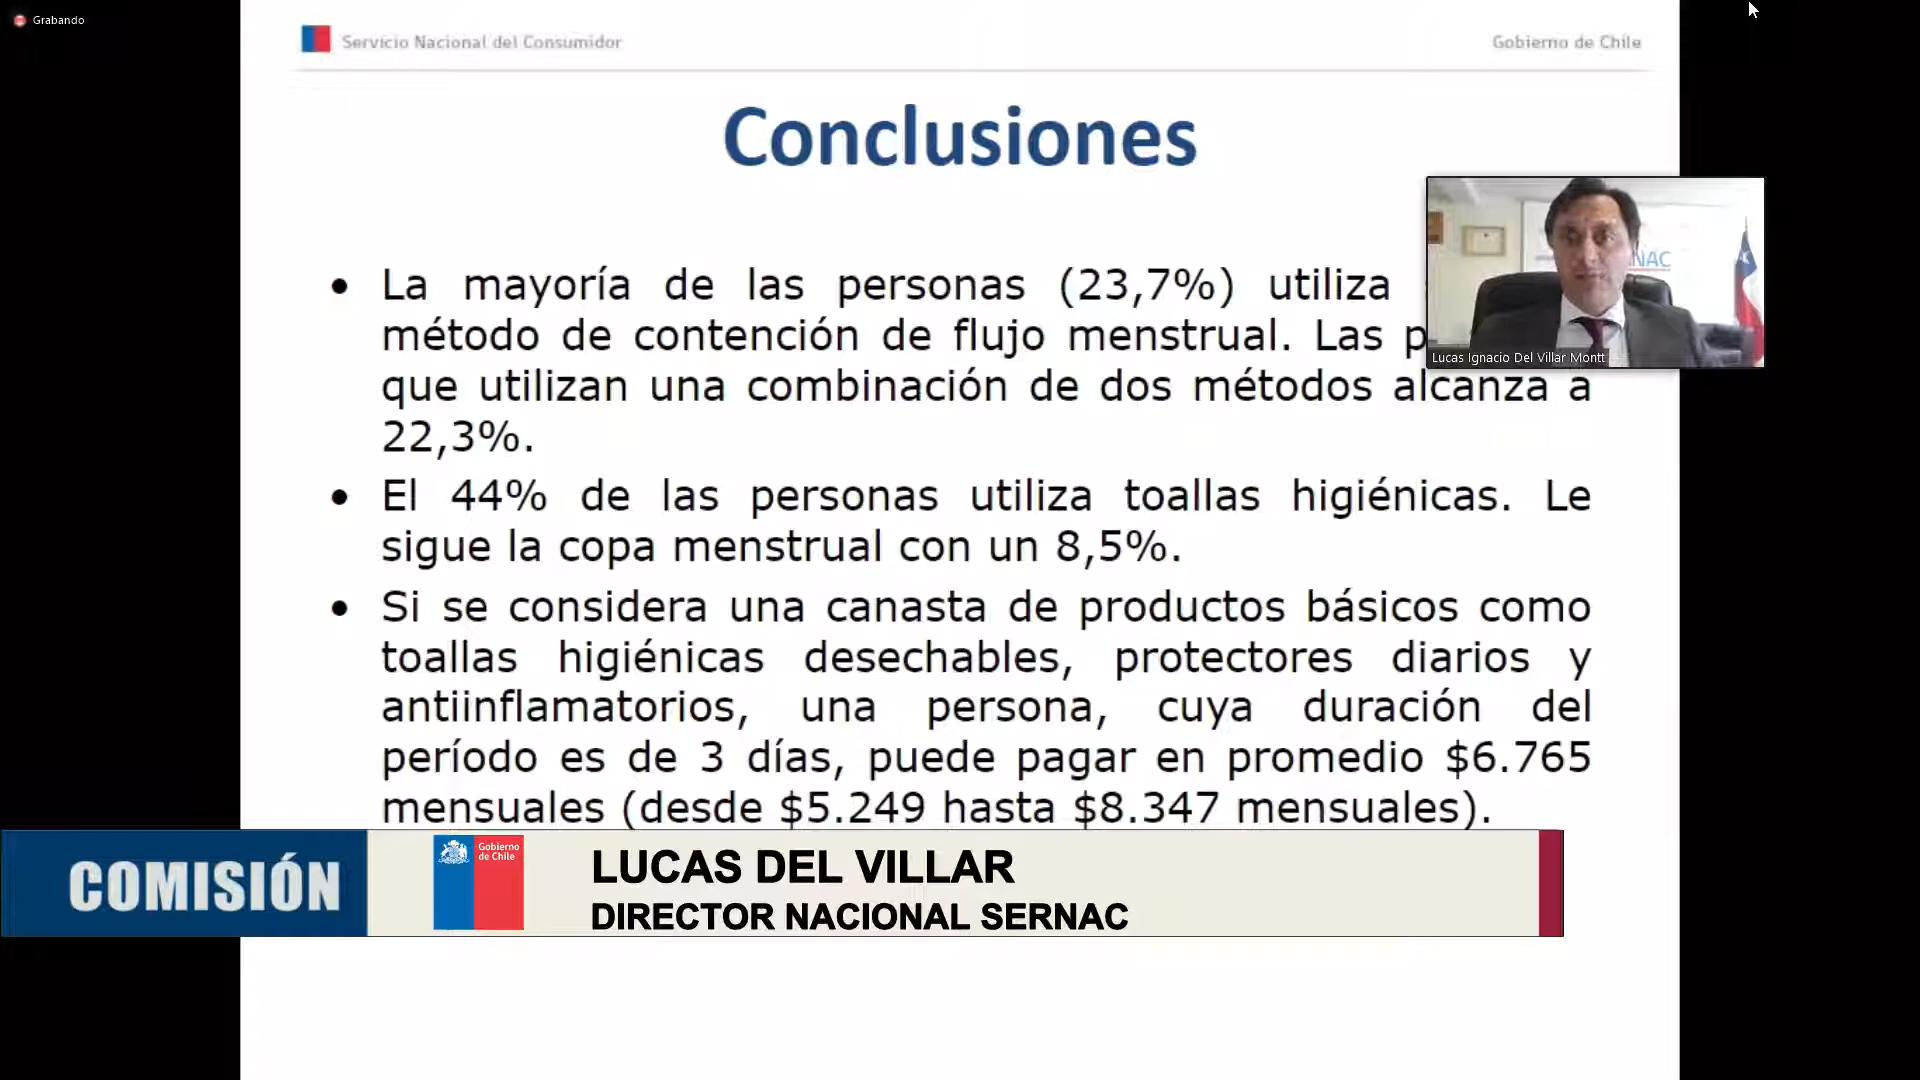 Grabando
Servicio Nacional del Consumidor
Gobierno de Chile
Conclusiones
• La mayoría de las personas (23,7%) utiliza
método de contención de flujo menstrual. Las
que utilizan una combinación de dos métodos alcanza a
22,3%.
NAC
Lucas Ignacio Del Villar Montt
• El 44% de las personas utiliza toallas higiénicas. Le
sigue la copa menstrual con un 8,5%.
• Si se considera una canasta de productos básicos como
toallas higiénicas desechables, protectores diarios y
antiinflamatorios, una persona, cuya duración del
período es de 3 días, puede pagar en promedio $6.765
mensuales (desde $5.249 hasta $8.347 mensuales).
COMISIÓN
Gobierno
de Chile
LUCAS DEL VILLAR
DIRECTOR NACIONAL SERNAC